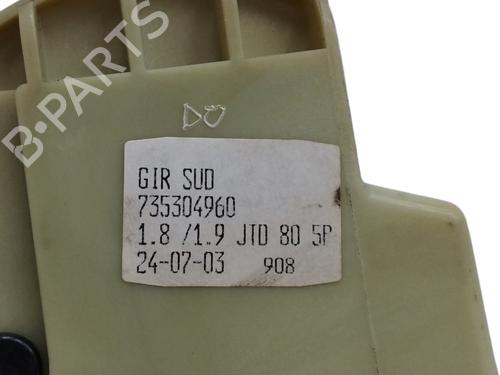 B-PARTS
DO
GIR SUD
735304960
1.8 /1.9 JTD 80 5P
24-07-03 908